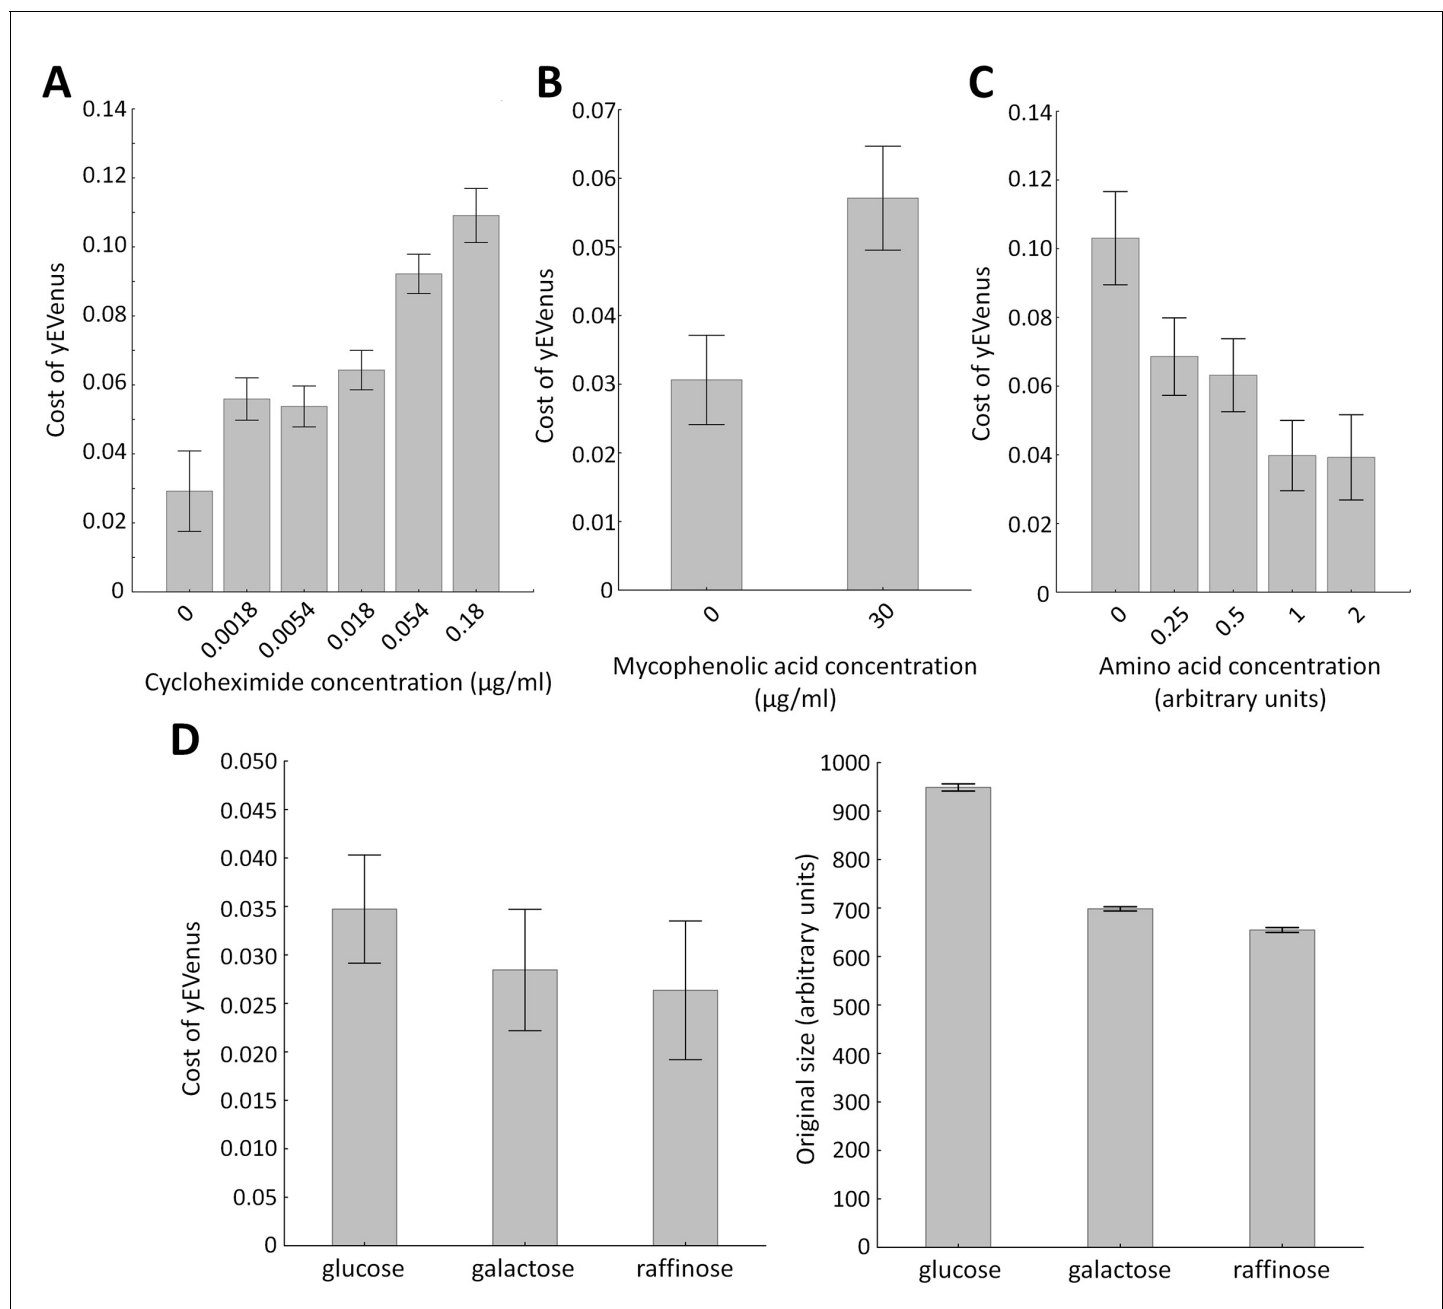 A
0.14
0.12
0.10
0.08
0.06
0.04
0.02
0
Cost of yEVenus
0
0.0018
0.0054
0.018
0.054
0.18
Cycloheximide concentration (µg/ml)
B
0.07
0.06
0.05
0.04
0.03
0.02
0.01
0
Cost of yEVenus
0
30
Mycophenolic acid concentration
(µg/ml)
C
0.14
0.12
0.10
0.08
0.06
0.04
0.02
0
Cost of yEVenus
0
0.25
0.5
1
2
Amino acid concentration
(arbitrary units)
D
0.050
0.045
0.040
0.035
0.030
0.025
0.020
0.015
0.010
0.05
0
Cost of yEVenus
glucose
galactose
raffinose
1000
900
800
700
600
500
400
300
200
100
0
Original size (arbitrary units)
glucose
galactose
raffinose